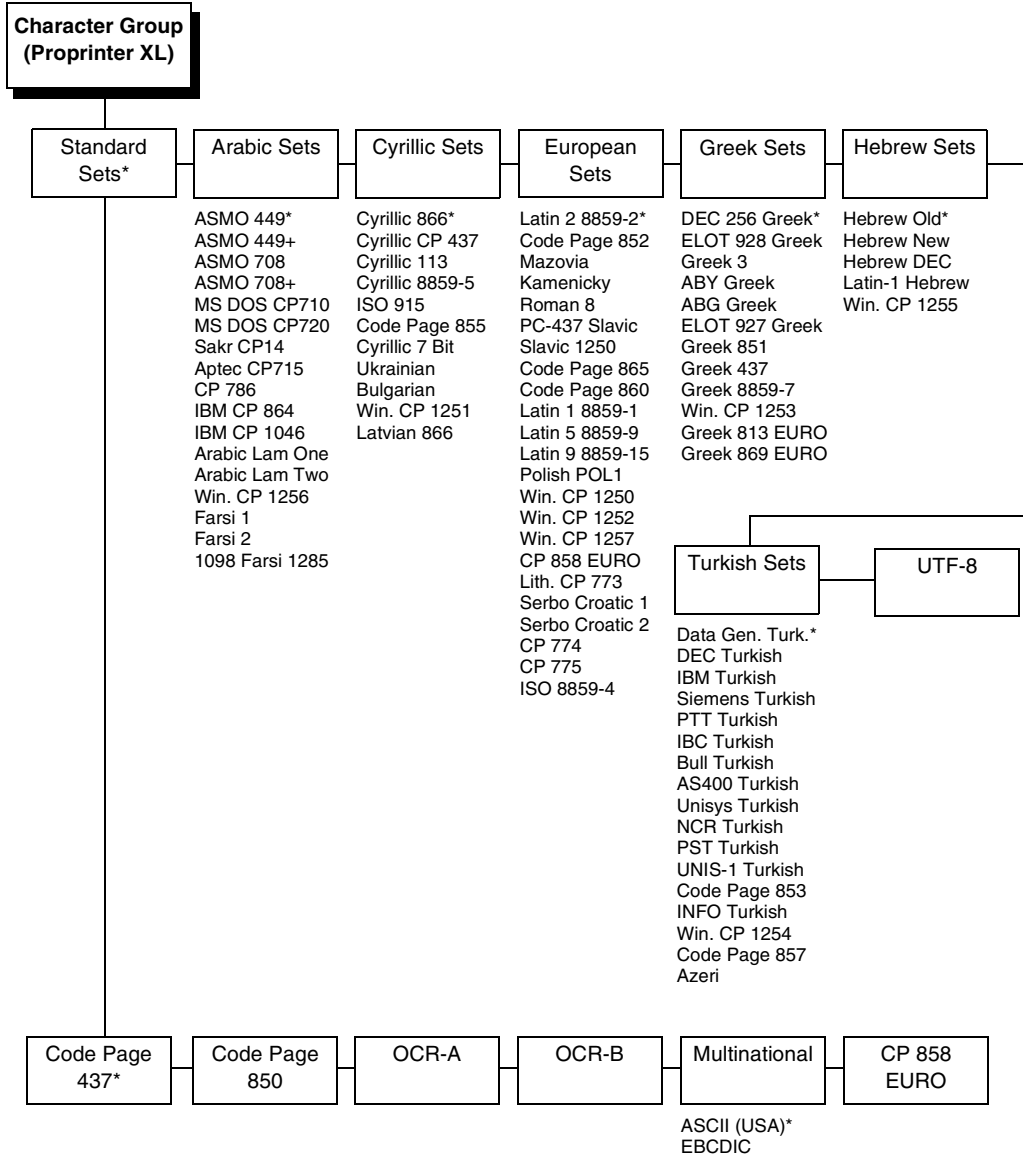 Character Group
(Proprinter XL)
Standard
Sets*
Arabic Sets
ASMO 449*
ASMO 449+
ASMO 708
ASMO 708+
MS DOS CP710
MS DOS CP720
Sakr CP14
Aptec CP715
CP 786
IBM CP 864
IBM CP 1046
Arabic Lam One
Arabic Lam Two
Win. CP 1256
Farsi 1
Farsi 2
1098 Farsi 1285
Cyrillic Sets
Cyrillic 866*
Cyrillic CP 437
Cyrillic 113
Cyrillic 8859-5
ISO 915
Code Page 855
Cyrillic 7 Bit
Ukrainian
Bulgarian
Win. CP 1251
Latvian 866
European
Sets
Latin 2 8859-2*
Code Page 852
Mazovia
Kamenicky
Roman 8
PC-437 Slavic
Slavic 1250
Code Page 865
Code Page 860
Latin 1 8859-1
Latin 5 8859-9
Latin 9 8859-15
Polish POL1
Win. CP 1250
Win. CP 1252
Win. CP 1257
CP 858 EURO
Lith. CP 773
Serbo Croatic 1
Serbo Croatic 2
CP 774
CP 775
ISO 8859-4
Greek Sets
DEC 256 Greek*
ELOT 928 Greek
Greek 3
ABY Greek
ABG Greek
ELOT 927 Greek
Greek 851
Greek 437
Greek 8859-7
Win. CP 1253
Greek 813 EURO
Greek 869 EURO
Hebrew Sets
Hebrew Old*
Hebrew New
Hebrew DEC
Latin-1 Hebrew
Win. CP 1255
Turkish Sets
Data Gen. Turk.*
DEC Turkish
IBM Turkish
Siemens Turkish
PTT Turkish
IBC Turkish
Bull Turkish
AS400 Turkish
Unisys Turkish
NCR Turkish
PST Turkish
UNIS-1 Turkish
Code Page 853
INFO Turkish
Win. CP 1254
Code Page 857
Azeri
UTF-8
Code Page
437*
Code Page
850
OCR-A
OCR-B
Multinational
ASCII (USA)*
EBCDIC
CP 858
EURO